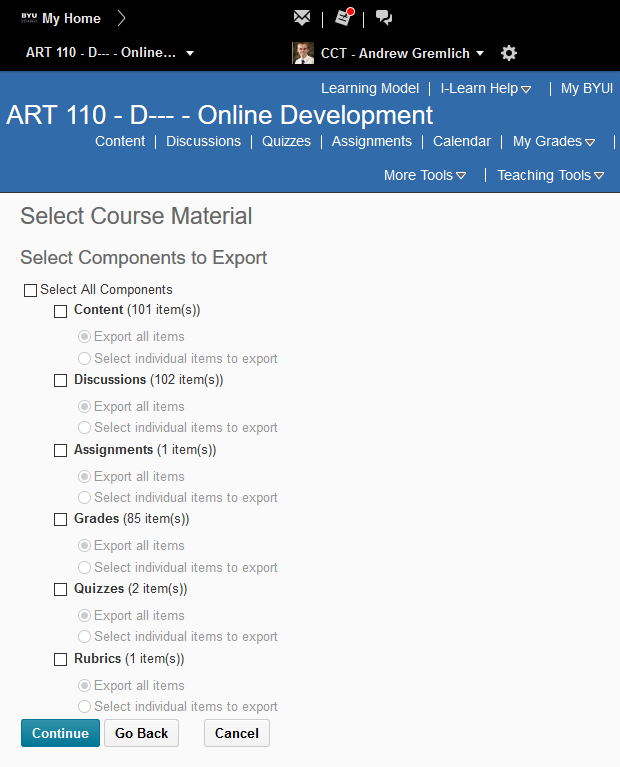 BYU
IDAHO
My Home
ART 110 - D--- - Online...
CCT - Andrew Gremlich
Learning Model
I-Learn Help
My BYUI
ART 110 - D--- - Online Development
Content
Discussions
Quizzes
Assignments
Calendar
My Grades
More Tools
Teaching Tools
Select Course Material
Select Components to Export
Select All Components
Content (101 item(s))
Export all items
Select individual items to export
Discussions (102 item(s))
Export all items
Select individual items to export
Assignments (1 item(s))
Export all items
Select individual items to export
Grades (85 item(s))
Export all items
Select individual items to export
Quizzes (2 item(s))
Export all items
Select individual items to export
Rubrics (1 item(s))
Export all items
Select individual items to export
Continue
Go Back
Cancel